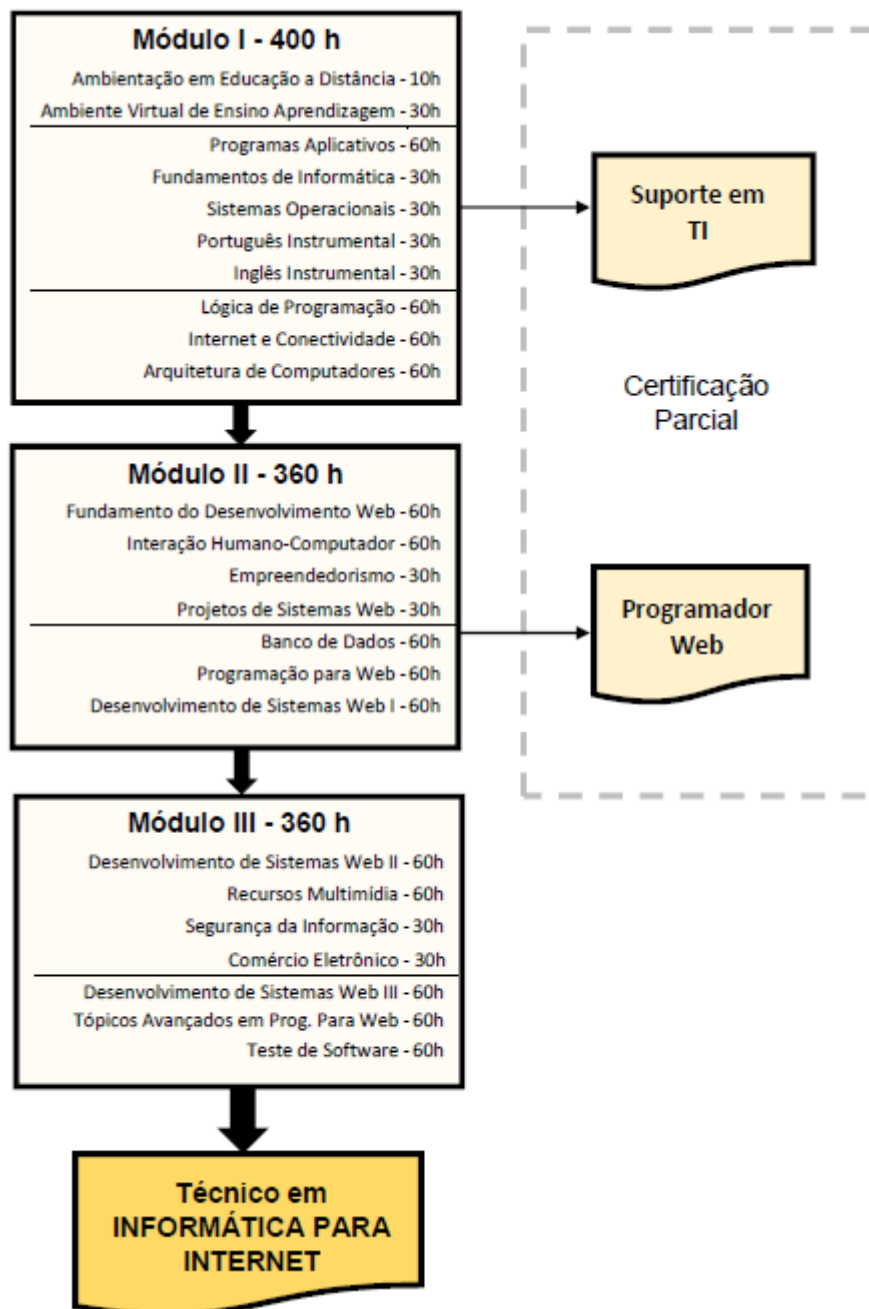 Módulo I - 400 h
Ambientação em Educação a Distância - 10h
Ambiente Virtual de Ensino Aprendizagem - 30h
Programas Aplicativos - 60h
Fundamentos de Informática - 30h
Sistemas Operacionais - 30h
Português Instrumental - 30h
Inglês Instrumental - 30h
Lógica de Programação - 60h
Internet e Conectividade - 60h
Arquitetura de Computadores - 60h
Suporte em
TI
Certificação
Parcial
Módulo II - 360 h
Fundamento do Desenvolvimento Web - 60h
Interação Humano-Computador - 60h
Empreendedorismo - 30h
Projetos de Sistemas Web - 30h
Banco de Dados - 60h
Programação para Web - 60h
Desenvolvimento de Sistemas Web I - 60h
Programador
Web
Módulo III - 360 h
Desenvolvimento de Sistemas Web II - 60h
Recursos Multimídia - 60h
Segurança da Informação - 30h
Comércio Eletrônico - 30h
Desenvolvimento de Sistemas Web III - 60h
Tópicos Avançados em Prog. Para Web - 60h
Teste de Software - 60h
Técnico em
INFORMÁTICA PARA
INTERNET